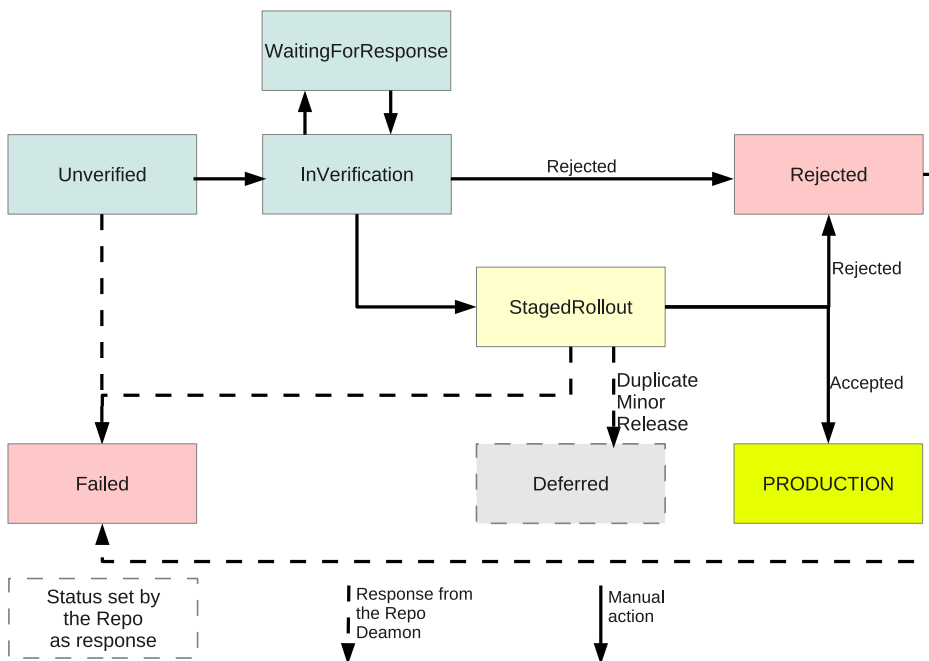 WaitingForResponse
Unverified
InVerification
Rejected
Rejected
StagedRollout
Rejected
Duplicate
Minor
Release
Accepted
Failed
Deferred
PRODUCTION
Status set by
the Repo
as response
Response from
the Repo
Deamon
Manual
action